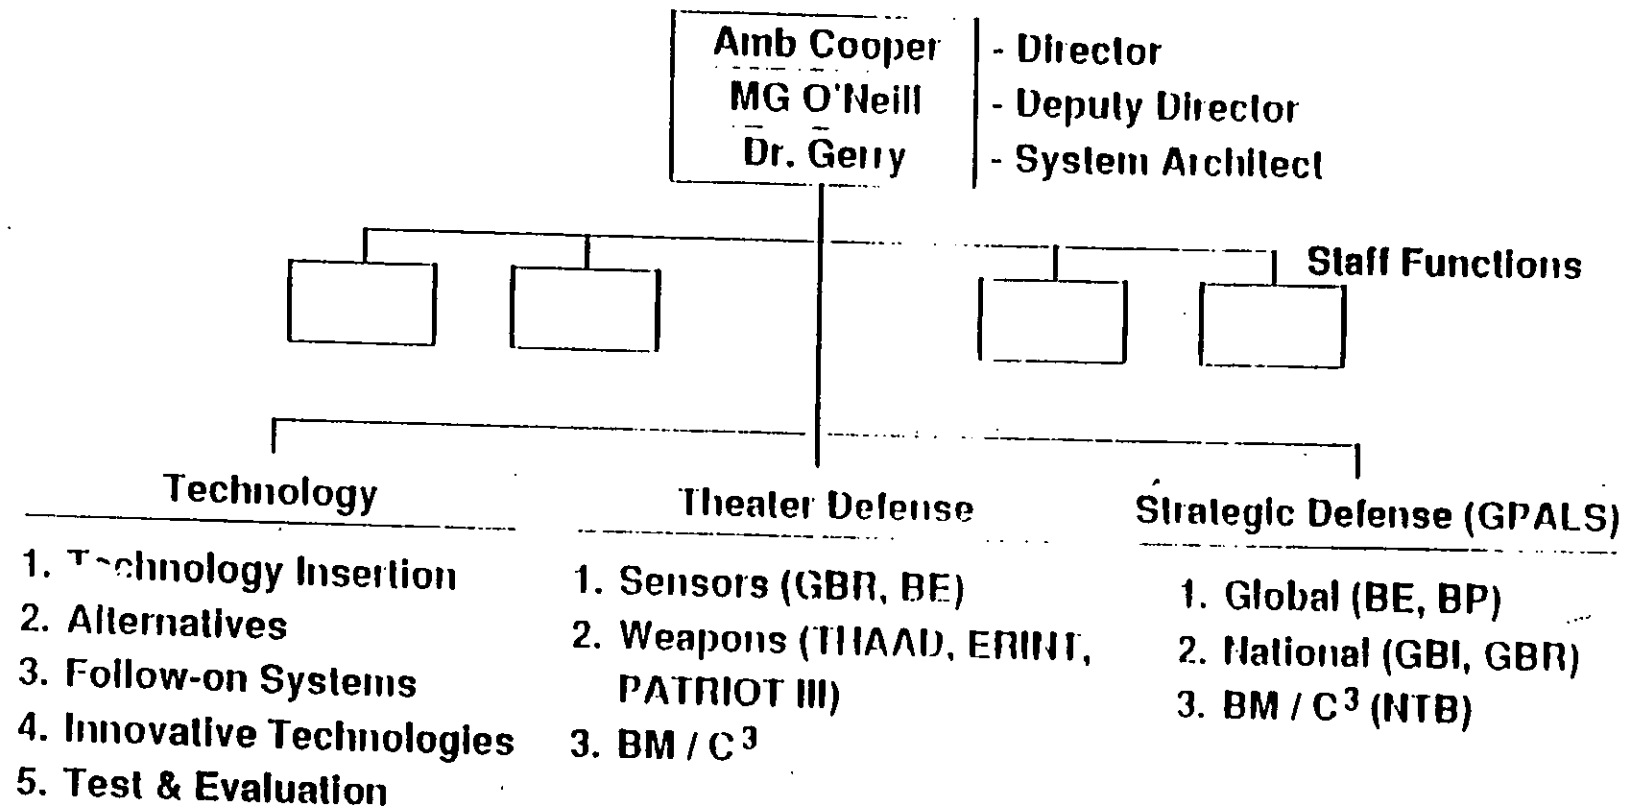 Amb Cooper - Director
MG O'Neill - Deputy Director
Dr. Gerry - System Architect
Staff Functions
Technology
1. Technology Insertion
2. Alternatives
3. Follow-on Systems
4. Innovative Technologies
5. Test & Evaluation
Theater Defense
1. Sensors (GBR, BE)
2. Weapons (THAAD, ERINT,
PATRIOT III)
3. BM / C³
Strategic Defense (GPALS)
1. Global (BE, BP)
2. National (GBI, GBR)
3. BM / C³ (NTB)